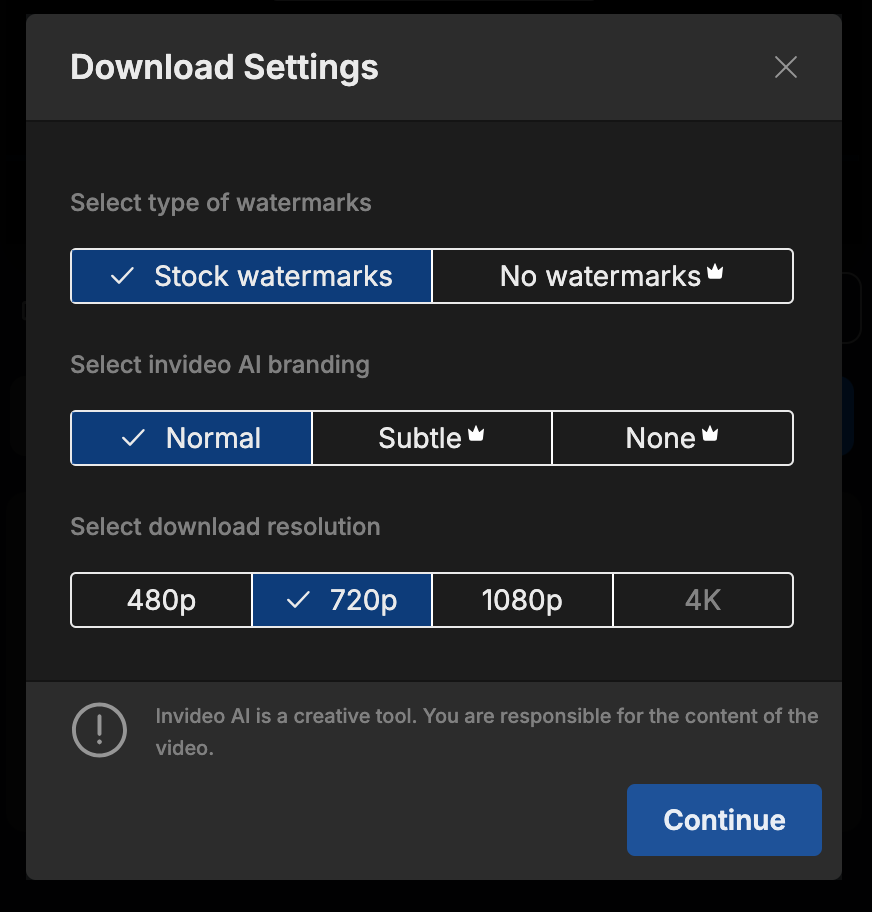 Download Settings
Select type of watermarks
Stock watermarks
No watermarks
Select invideo AI branding
Normal
Subtle
None
Select download resolution
480p
720p
1080p
4K
Invideo AI is a creative tool. You are responsible for the content of the
video.
Continue